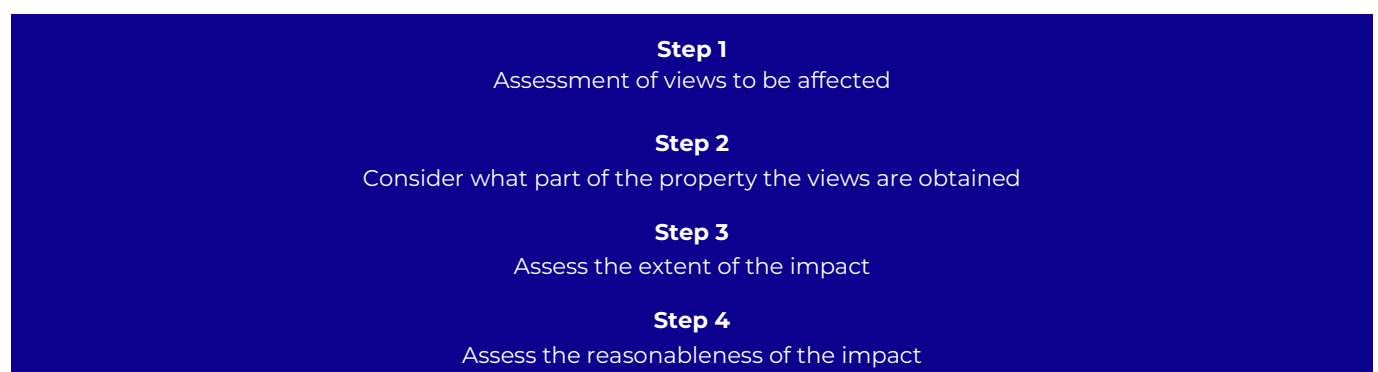 Step 1
Assessment of views to be affected
Step 2
Consider what part of the property the views are obtained
Step 3
Assess the extent of the impact
Step 4
Assess the reasonableness of the impact